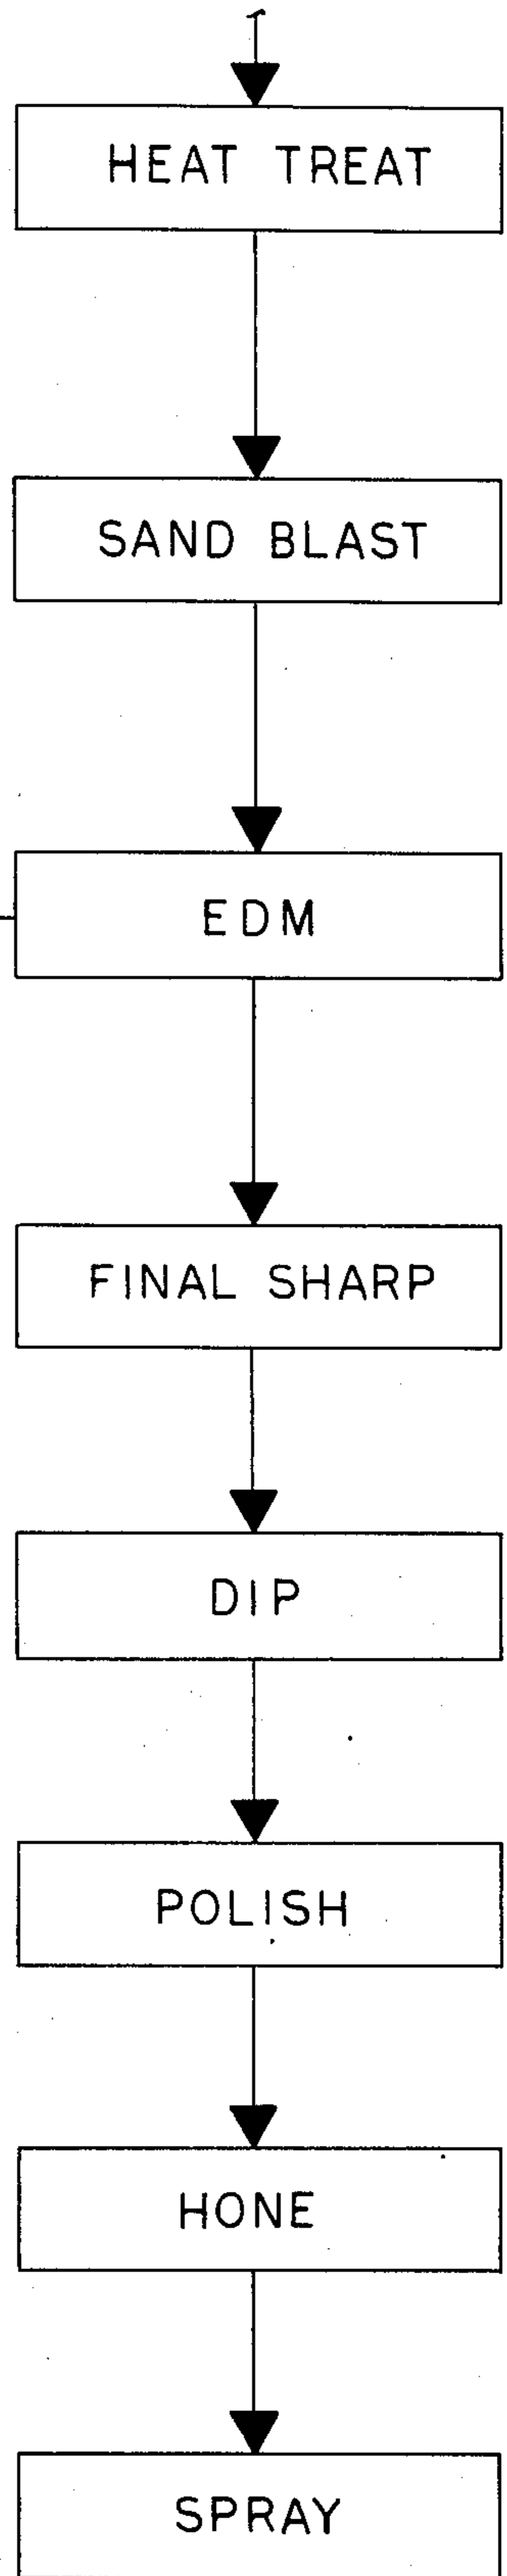 HEAT TREAT
SAND BLAST
EDM
FINAL SHARP
DIP
POLISH
HONE
SPRAY